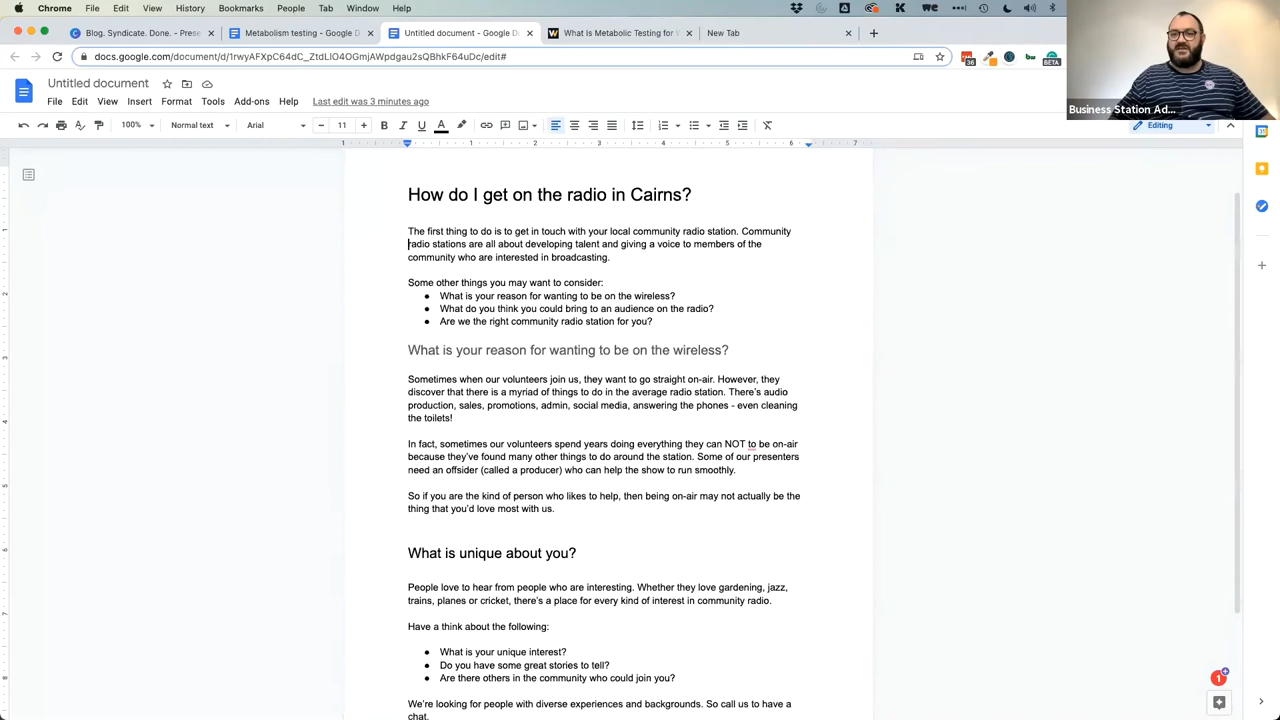 Chrome File Edit View History Bookmarks People Tab Window Help
Blog. Syndicate. Done. - Prese
Metabolism testing - Google D
Untitled document - Google D
What is Metabolic Testing for W
New Tab
docs.google.com/document/d/1rwyAFXpC64dC_ZtdLIO4OGmjAWpdgau2sQBhkF64uDc/edit#
36
BETA
Untitled document
File Edit View Insert Format Tools Add-ons Help Last edit was 3 minutes ago
100% Normal text Arial 11
Editing
Business Station Ad...
1 1 2 3 4 5 6 7
How do I get on the radio in Cairns?
The first thing to do is to get in touch with your local community radio station. Community
radio stations are all about developing talent and giving a voice to members of the
community who are interested in broadcasting.
Some other things you may want to consider:
● What is your reason for wanting to be on the wireless?
● What do you think you could bring to an audience on the radio?
● Are we the right community radio station for you?
What is your reason for wanting to be on the wireless?
Sometimes when our volunteers join us, they want to go straight on-air. However, they
discover that there is a myriad of things to do in the average radio station. There's audio
production, sales, promotions, admin, social media, answering the phones - even cleaning
the toilets!
In fact, sometimes our volunteers spend years doing everything they can NOT to be on-air
because they've found many other things to do around the station. Some of our presenters
need an offsider (called a producer) who can help the show to run smoothly.
So if you are the kind of person who likes to help, then being on-air may not actually be the
thing that you'd love most with us.
What is unique about you?
People love to hear from people who are interesting. Whether they love gardening, jazz,
trains, planes or cricket, there's a place for every kind of interest in community radio.
Have a think about the following:
● What is your unique interest?
● Do you have some great stories to tell?
● Are there others in the community who could join you?
We're looking for people with diverse experiences and backgrounds. So call us to have a
chat.
1